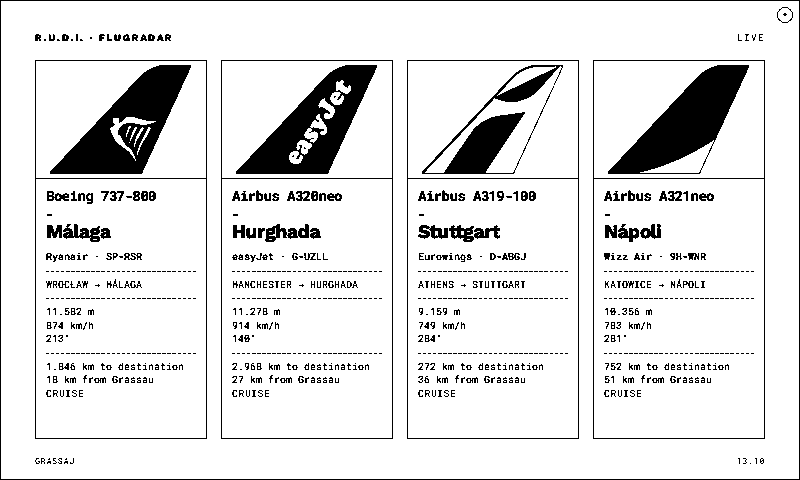 R.U.D.I. · FLUGRADAR
LIVE
Boeing 737-800
-
Málaga
Ryanair · SP-RSR
WROCŁAW → MÁLAGA
11.582 m
874 km/h
213°
1.846 km to destination
18 km from Grassau
CRUISE
easyJet
Airbus A320neo
-
Hurghada
easyJet · G-UZLL
MANCHESTER → HURGHADA
11.278 m
914 km/h
140°
2.968 km to destination
27 km from Grassau
CRUISE
Airbus A319-100
-
Stuttgart
Eurowings · D-ABGJ
ATHENS → STUTTGART
9.159 m
749 km/h
284°
272 km to destination
36 km from Grassau
CRUISE
Airbus A321neo
-
Nápoli
Wizz Air · 9H-WNR
KATOWICE → NÁPOLI
10.356 m
783 km/h
201°
752 km to destination
51 km from Grassau
CRUISE
GRASSAU
13.10